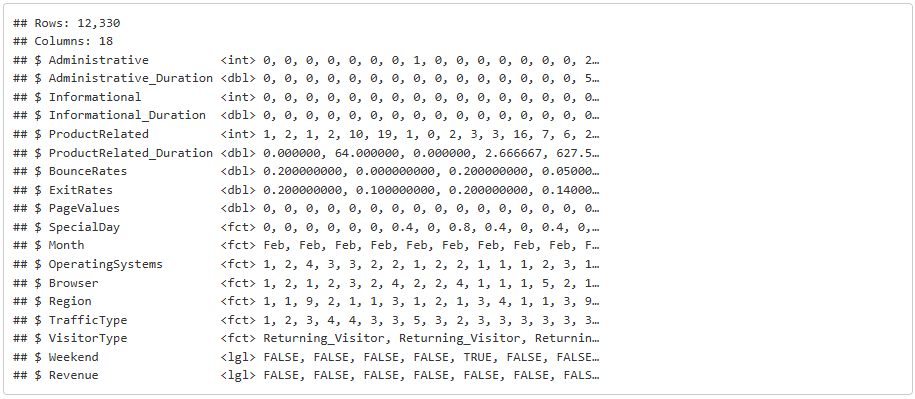 ## Rows: 12,330
## Columns: 18
## $ Administrative          <int> 0, 0, 0, 0, 0, 0, 0, 1, 0, 0, 0, 0, 0, 0, 0, 2…
## $ Administrative_Duration <dbl> 0, 0, 0, 0, 0, 0, 0, 0, 0, 0, 0, 0, 0, 0, 0, 5…
## $ Informational           <int> 0, 0, 0, 0, 0, 0, 0, 0, 0, 0, 0, 0, 0, 0, 0, 0…
## $ Informational_Duration  <dbl> 0, 0, 0, 0, 0, 0, 0, 0, 0, 0, 0, 0, 0, 0, 0, 0…
## $ ProductRelated          <int> 1, 2, 1, 2, 10, 19, 1, 0, 2, 3, 3, 16, 7, 6, 2…
## $ ProductRelated_Duration <dbl> 0.000000, 64.000000, 0.000000, 2.666667, 627.5…
## $ BounceRates             <dbl> 0.200000000, 0.000000000, 0.200000000, 0.05000…
## $ ExitRates               <dbl> 0.200000000, 0.100000000, 0.200000000, 0.14000…
## $ PageValues              <dbl> 0, 0, 0, 0, 0, 0, 0, 0, 0, 0, 0, 0, 0, 0, 0, 0…
## $ SpecialDay              <fct> 0, 0, 0, 0, 0, 0, 0.4, 0, 0.8, 0.4, 0, 0.4, 0,…
## $ Month                   <fct> Feb, Feb, Feb, Feb, Feb, Feb, Feb, Feb, Feb, F…
## $ OperatingSystems        <fct> 1, 2, 4, 3, 3, 2, 2, 1, 2, 2, 1, 1, 1, 2, 3, 1…
## $ Browser                 <fct> 1, 2, 1, 2, 3, 2, 4, 2, 2, 4, 1, 1, 1, 5, 2, 1…
## $ Region                  <fct> 1, 1, 9, 2, 1, 1, 3, 1, 2, 1, 3, 4, 1, 1, 3, 9…
## $ TrafficType             <fct> 1, 2, 3, 4, 4, 3, 3, 5, 3, 2, 3, 3, 3, 3, 3, 3…
## $ VisitorType             <fct> Returning_Visitor, Returning_Visitor, Returnin…
## $ Weekend                 <lgl> FALSE, FALSE, FALSE, FALSE, TRUE, FALSE, FALSE…
## $ Revenue                 <lgl> FALSE, FALSE, FALSE, FALSE, FALSE, FALSE, FALS…